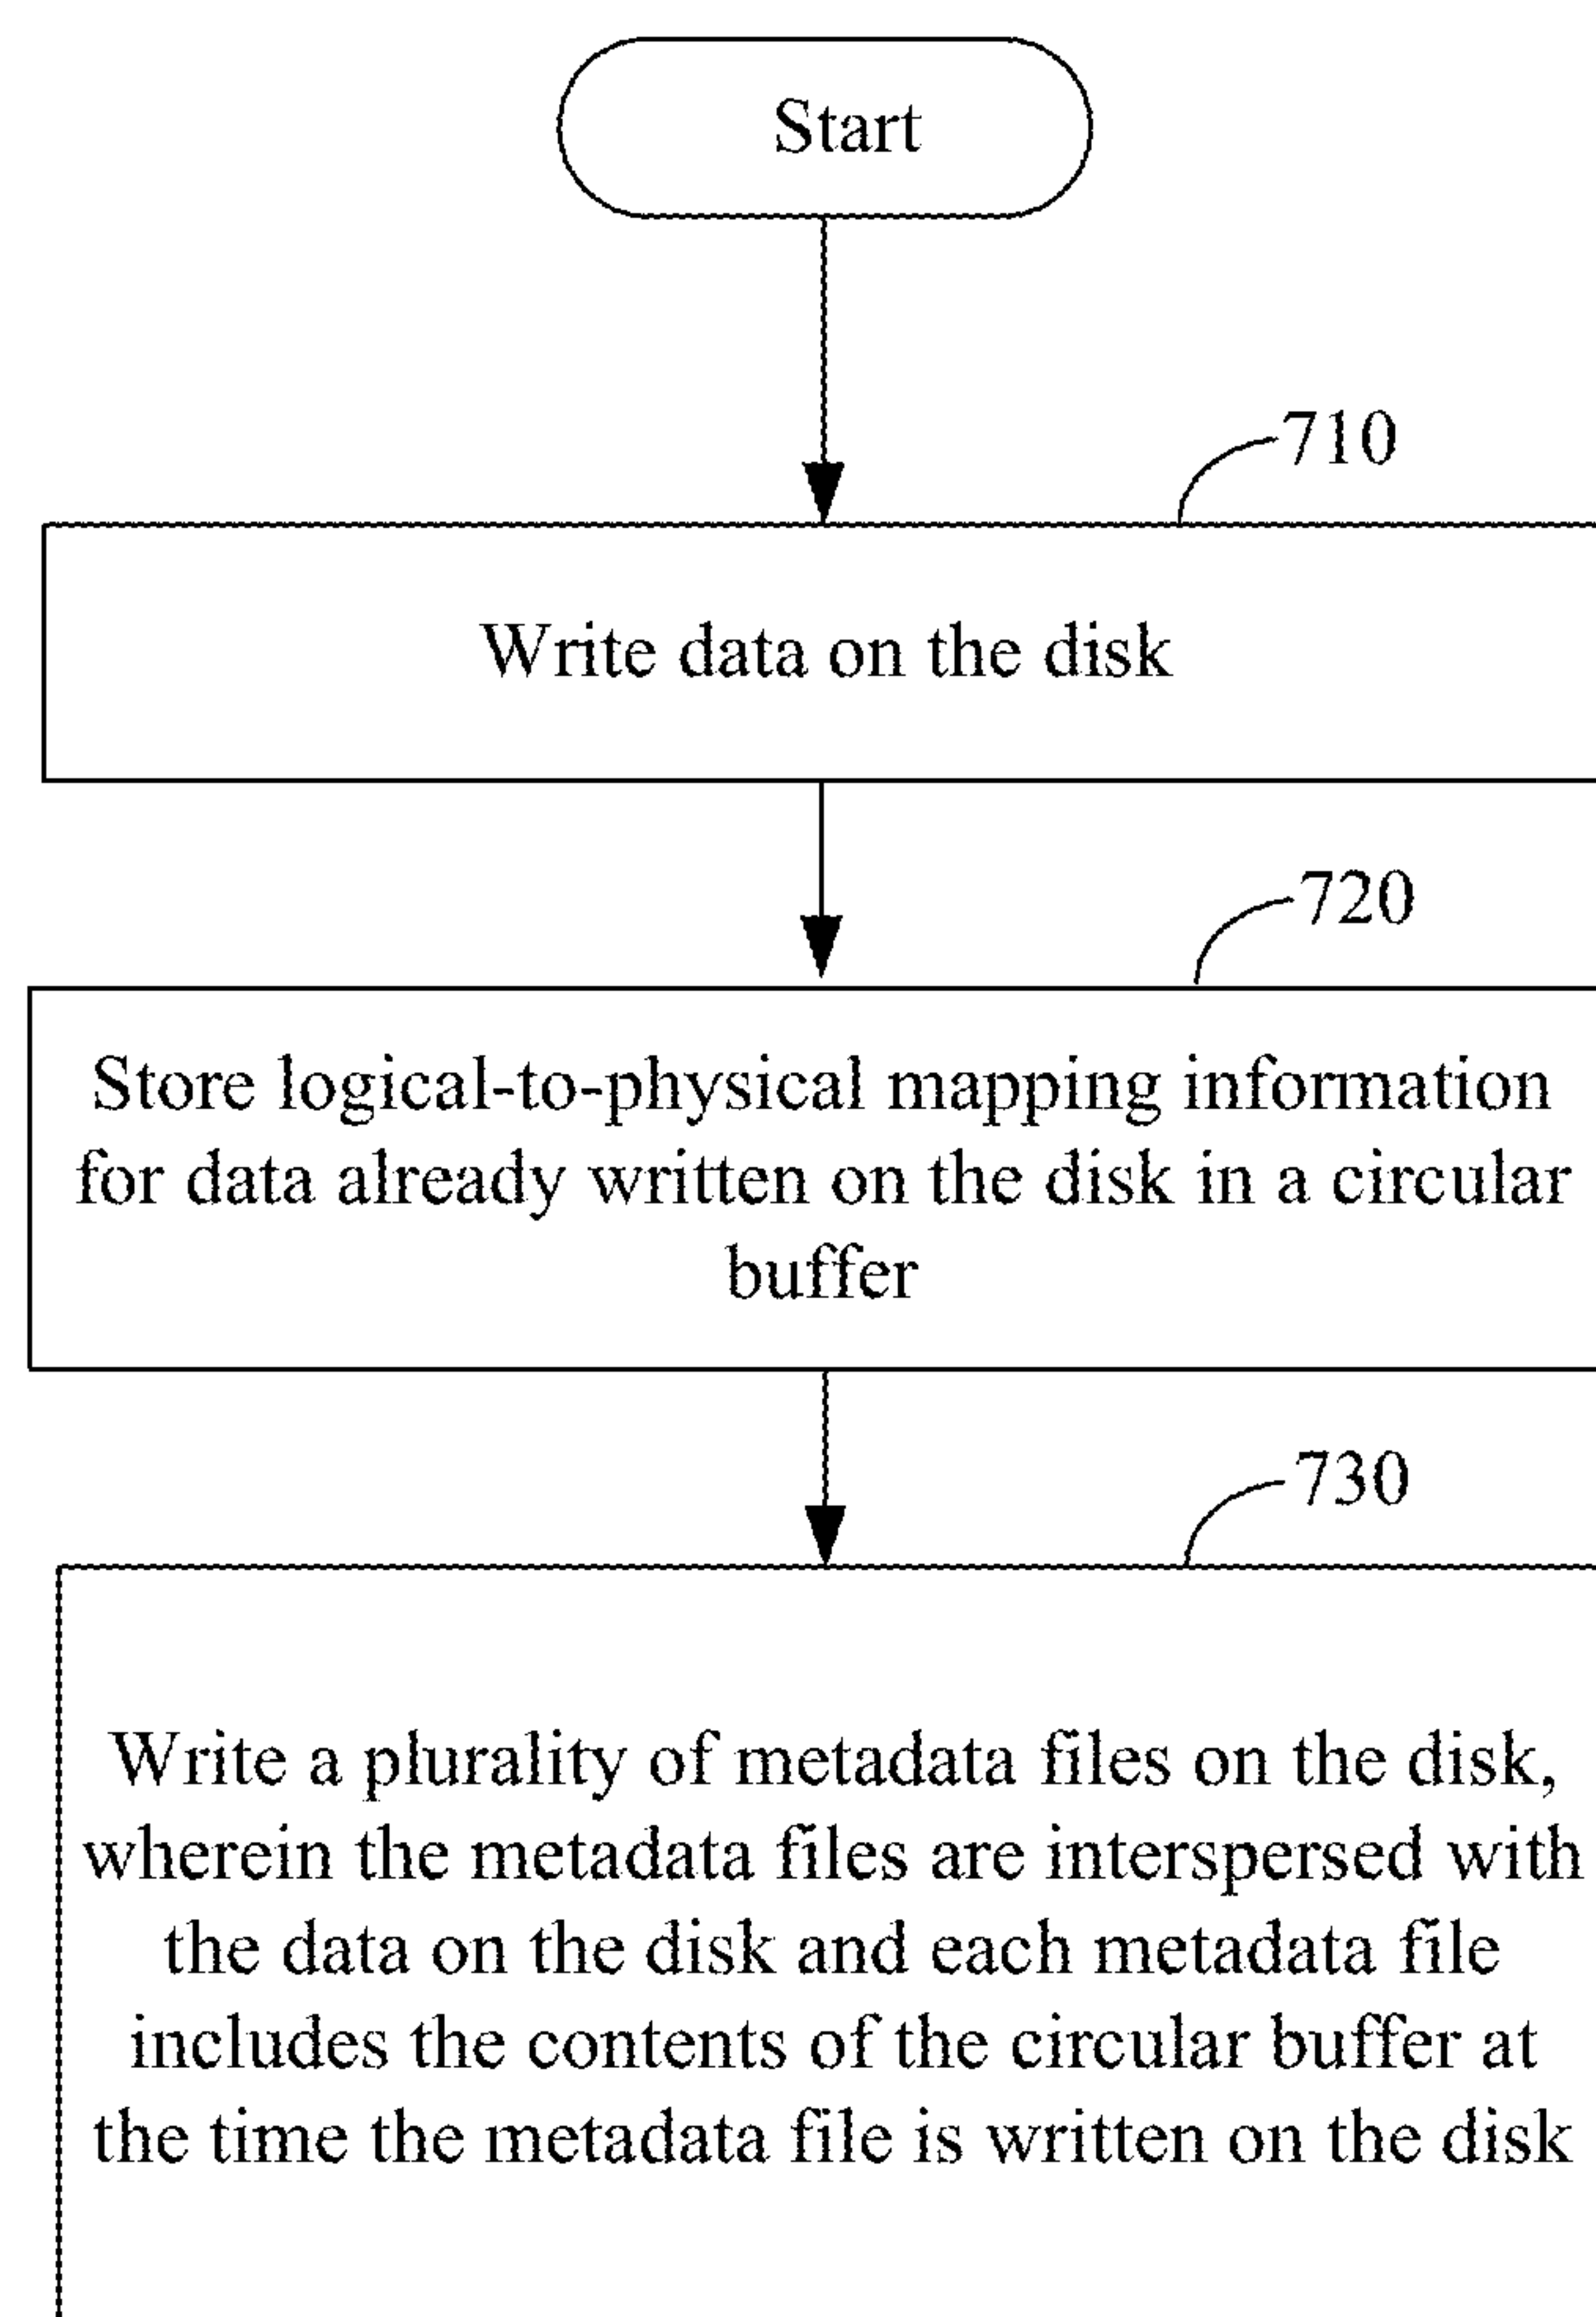 Start
710
Write data on the disk
720
Store logical-to-physical mapping information
for data already written on the disk in a circular
buffer
730
Write a plurality of metadata files on the disk,
wherein the metadata files are interspersed with
the data on the disk and each metadata file
includes the contents of the circular buffer at
the time the metadata file is written on the disk